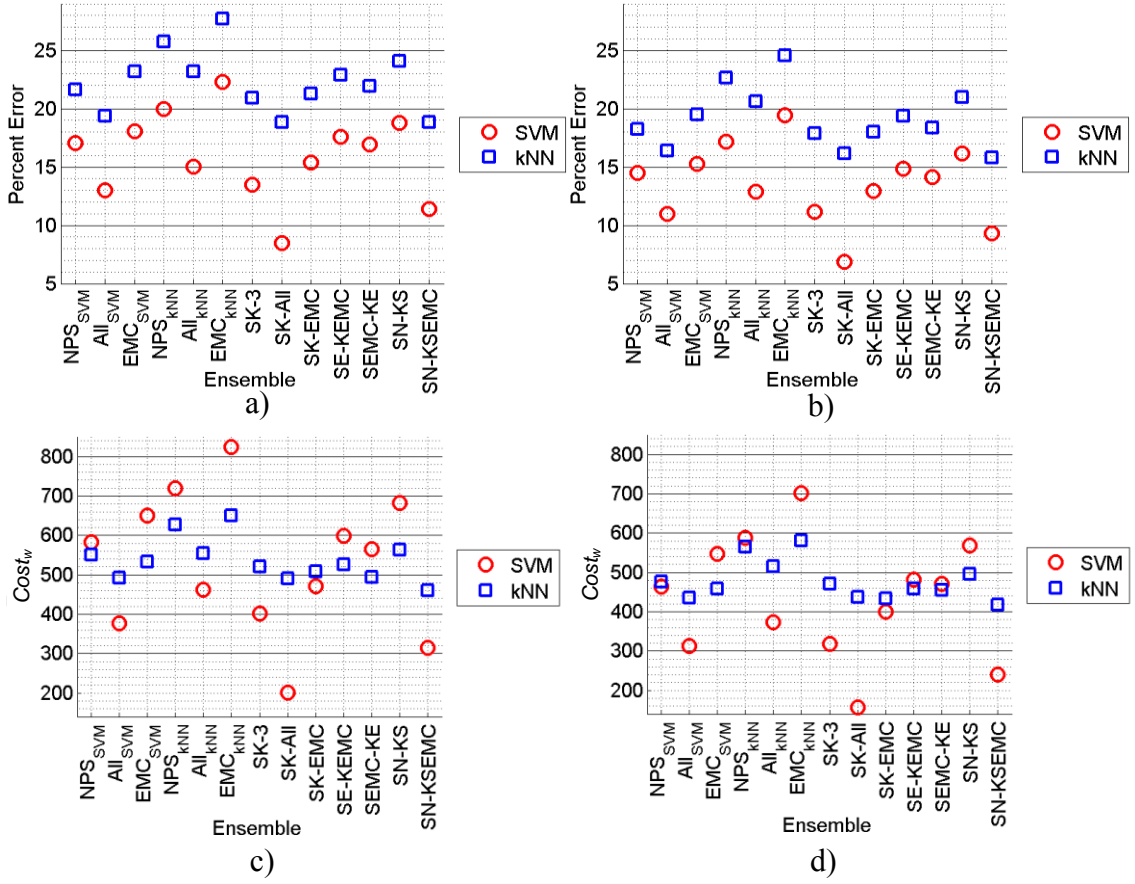 25
20
15
10
5
Percent Error
NPS_SVM
All_SVM
EMC_SVM
NPS_kNN
All_kNN
EMC_kNN
SK-3
SK-All
SK-EMC
SE-KEMC
SEMC-KE
SN-KS
SN-KSEMC
Ensemble
SVM
kNN
a)
25
20
15
10
5
Percent Error
NPS_SVM
All_SVM
EMC_SVM
NPS_kNN
All_kNN
EMC_kNN
SK-3
SK-All
SK-EMC
SE-KEMC
SEMC-KE
SN-KS
SN-KSEMC
Ensemble
SVM
kNN
b)
800
700
600
500
400
300
200
Cost_w
NPS_SVM
All_SVM
EMC_SVM
NPS_kNN
All_kNN
EMC_kNN
SK-3
SK-All
SK-EMC
SE-KEMC
SEMC-KE
SN-KS
SN-KSEMC
Ensemble
SVM
kNN
c)
800
700
600
500
400
300
200
Cost_w
NPS_SVM
All_SVM
EMC_SVM
NPS_kNN
All_kNN
EMC_kNN
SK-3
SK-All
SK-EMC
SE-KEMC
SEMC-KE
SN-KS
SN-KSEMC
Ensemble
SVM
kNN
d)